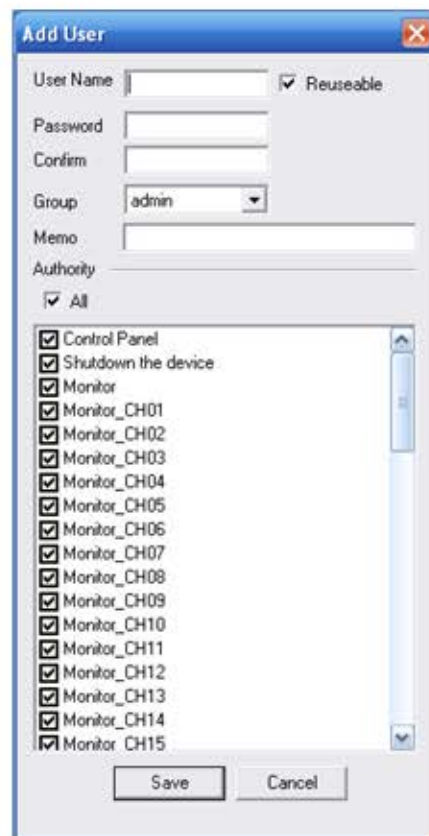 Add User
User Name
Reuseable
Password
Confirm
Group
admin
Memo
Authority
All
Control Panel
Shutdown the device
Monitor
Monitor_CH01
Monitor_CH02
Monitor_CH03
Monitor_CH04
Monitor_CH05
Monitor_CH06
Monitor_CH07
Monitor_CH08
Monitor_CH09
Monitor_CH10
Monitor_CH11
Monitor_CH12
Monitor_CH13
Monitor_CH14
Monitor_CH15
Save
Cancel